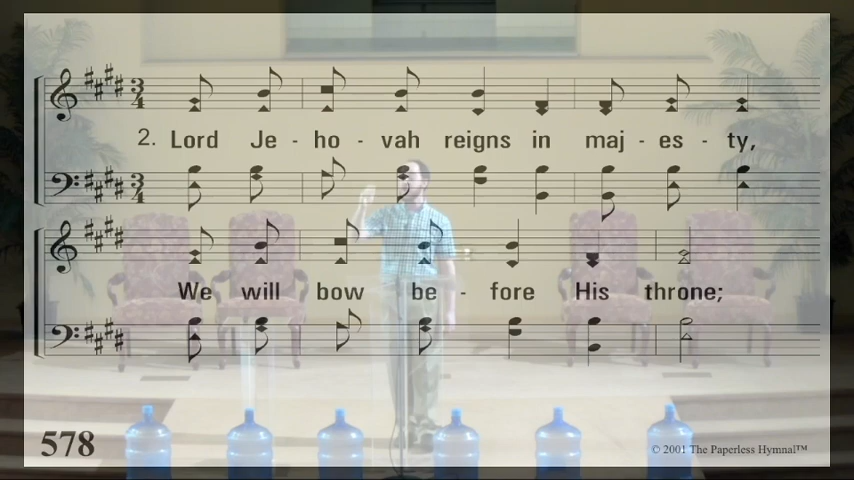 2. Lord Je - ho - vah reigns in maj - es - ty,
We will bow be - fore His throne;
578 © 2001 The Paperless Hymnal™